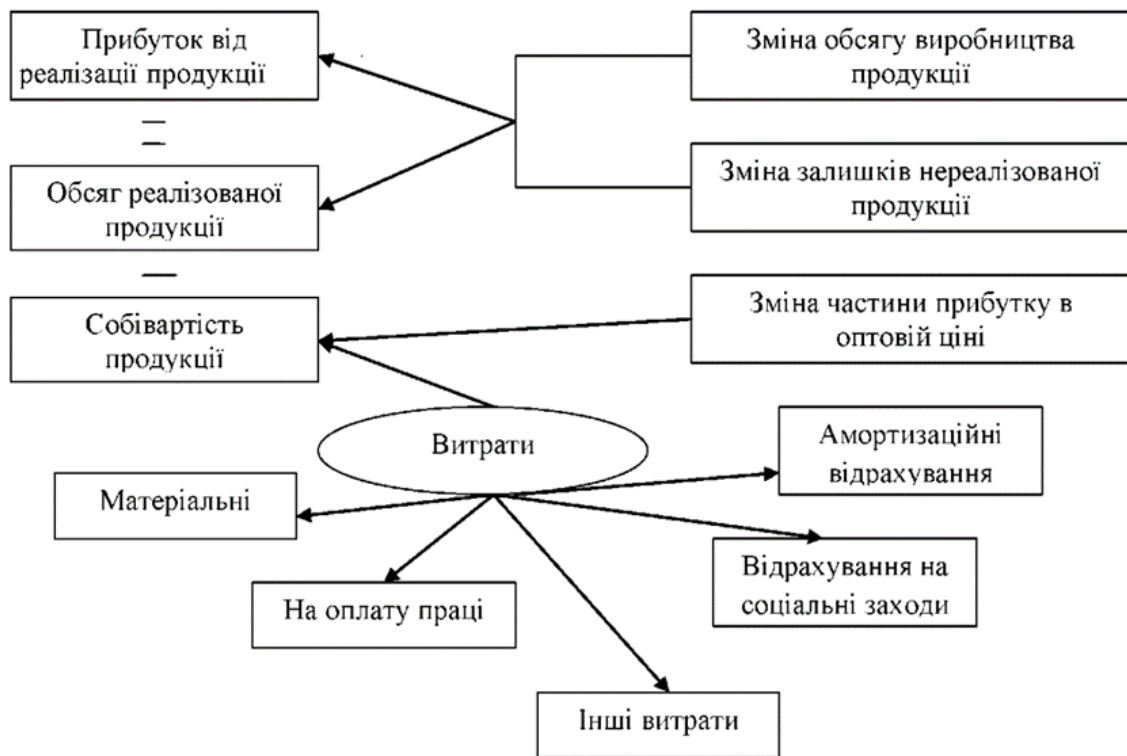 Прибуток від
реалізації продукції
Зміна обсягу виробництва
продукції
Обсяг реалізованої
продукції
Зміна залишків нереалізованої
продукції
Собівартість
продукції
Зміна частини прибутку в
оптовій ціні
Витрати
Амортизаційні
відрахування
Матеріальні
Відрахування на
соціальні заходи
На оплату праці
Інші витрати